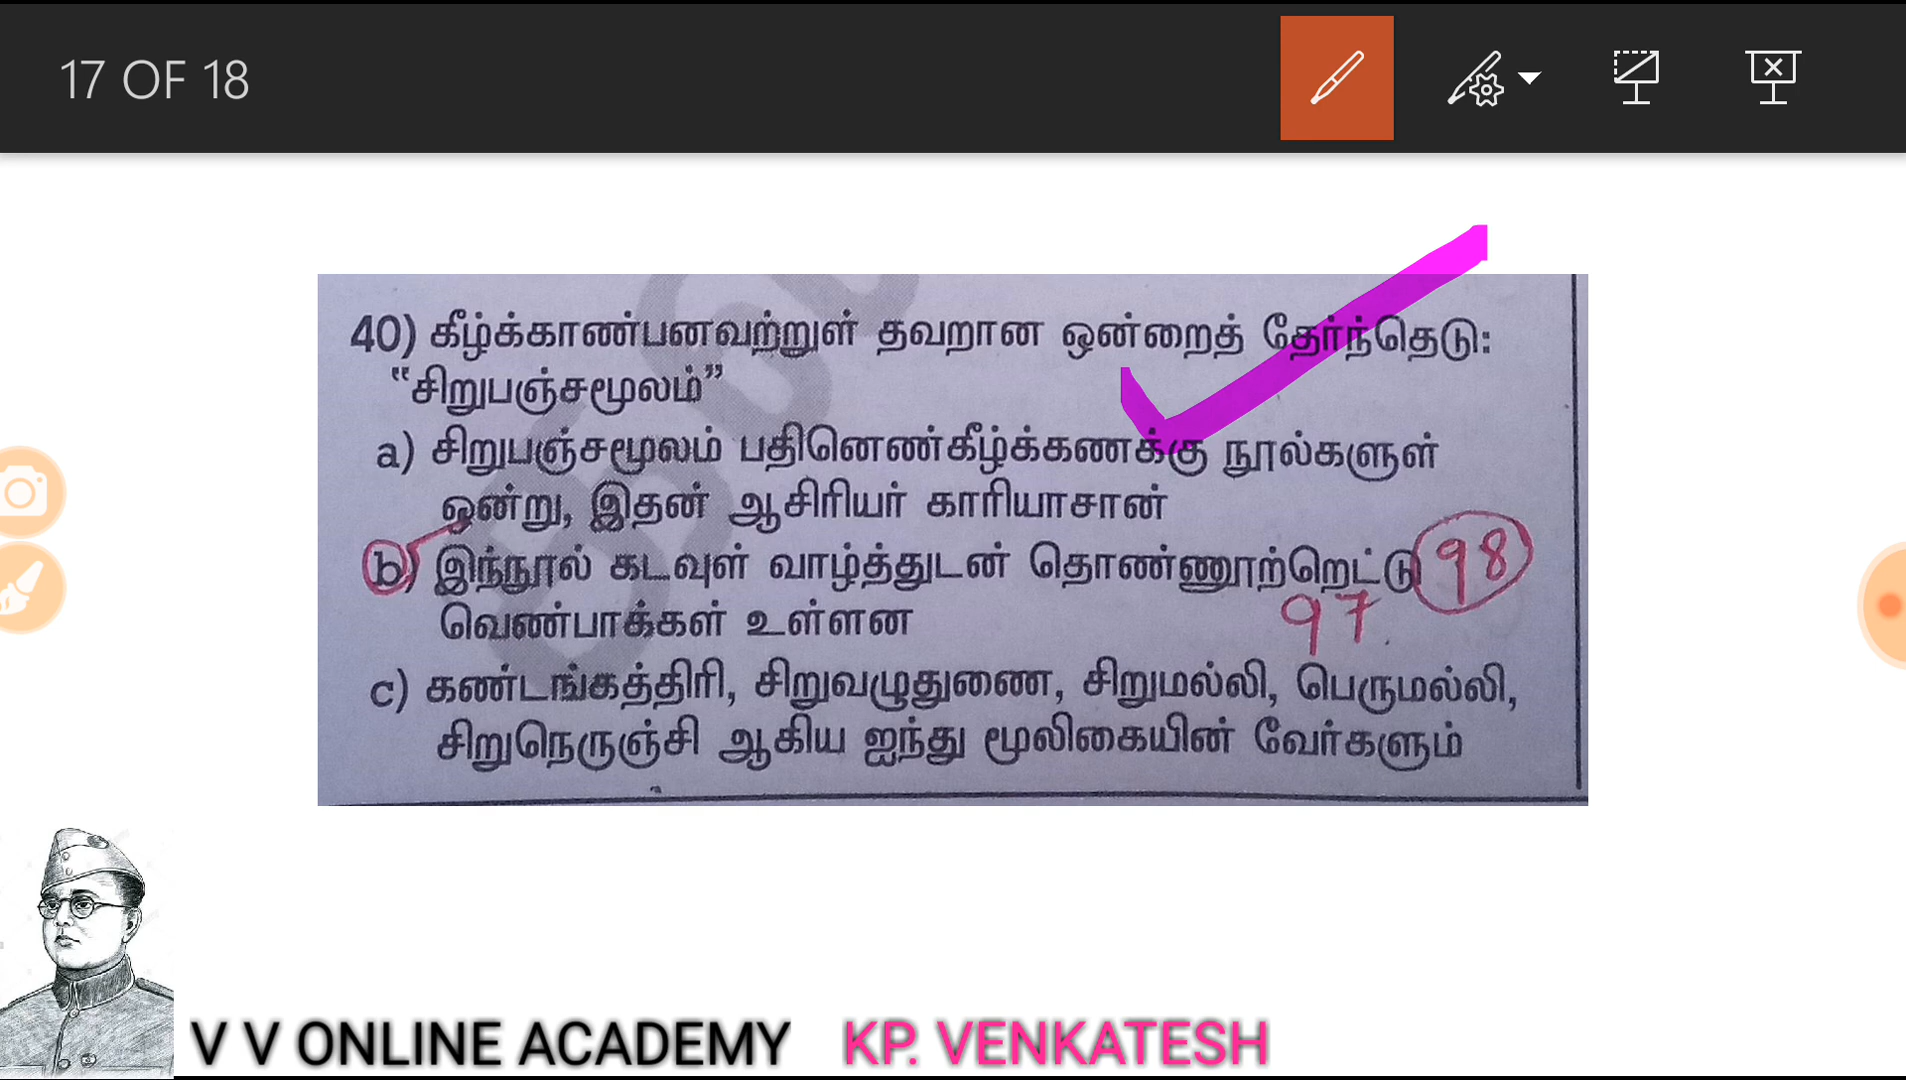 17 OF 18
40) கீழ்க்காண்பனவற்றுள் தவறான ஒன்றைத் தேர்ந்தெடு:
“சிறுபஞ்சமூலம்”
a) சிறுபஞ்சமூலம் பதினெண்கீழ்க்கணக்கு நூல்களுள்
ஒன்று, இதன் ஆசிரியர் காரியாசான்
b) இந்நூல் கடவுள் வாழ்த்துடன் தொண்ணூற்றெட்டு 98
வெண்பாக்கள் உள்ளன 97
c) கண்டங்கத்திரி, சிறுவழுதுணை, சிறுமல்லி, பெருமல்லி,
சிறுநெருஞ்சி ஆகிய ஐந்து மூலிகையின் வேர்களும்
V V ONLINE ACADEMY KP. VENKATESH